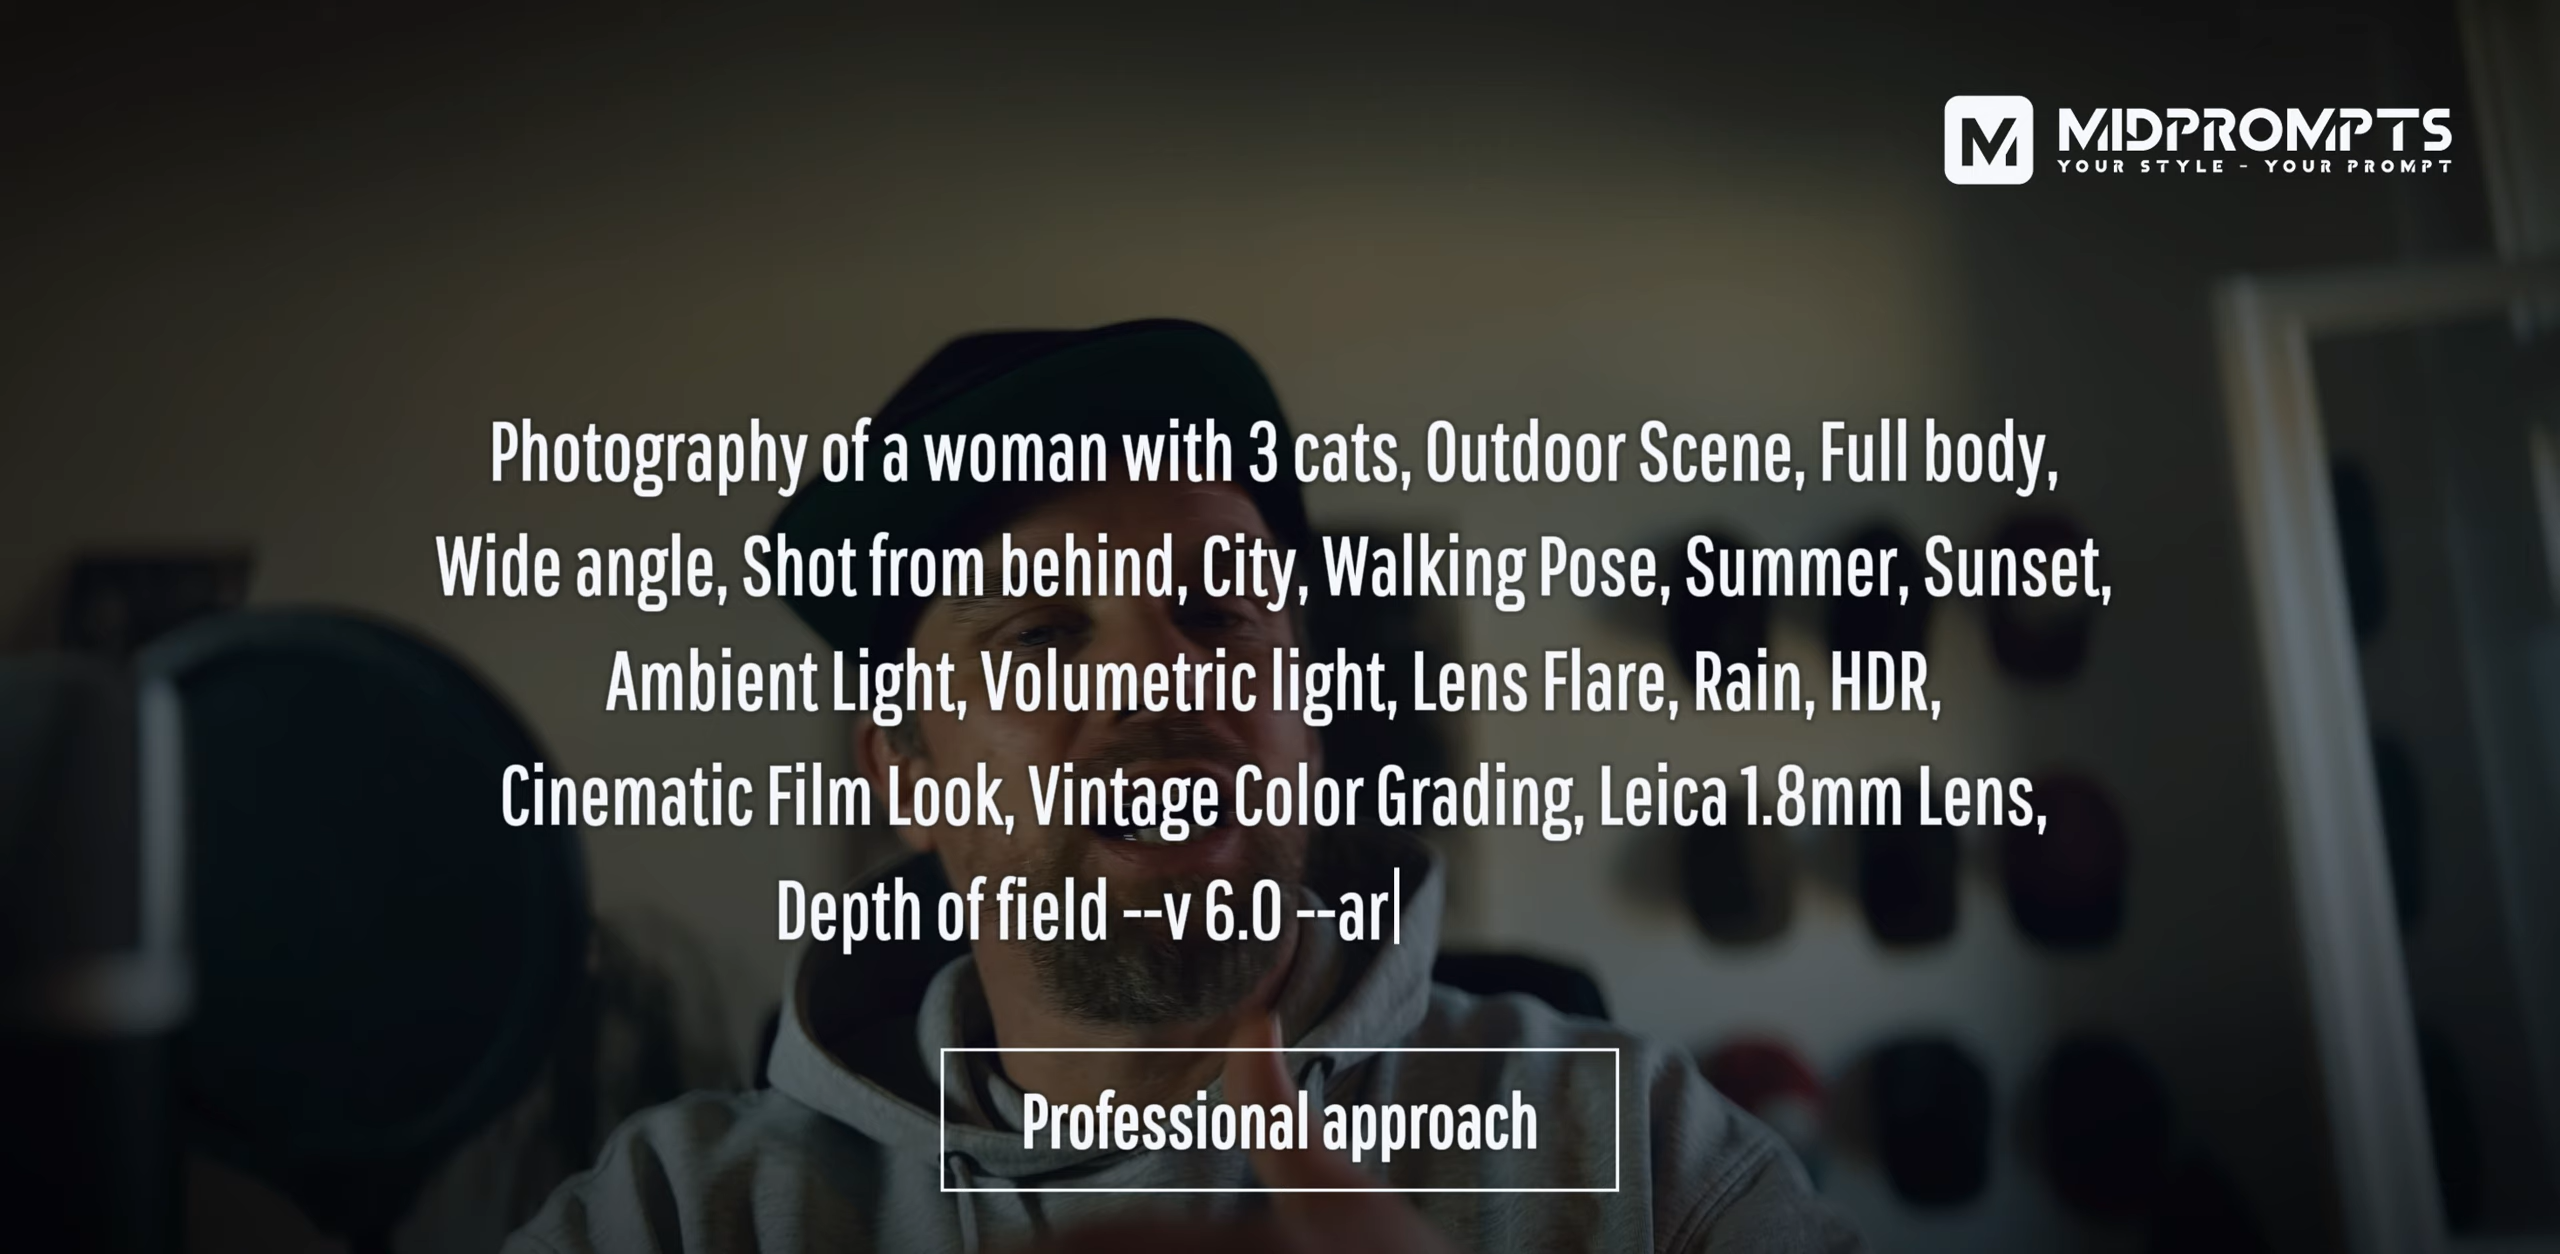 MIDPROMPTS
YOUR STYLE - YOUR PROMPT
Photography of a woman with 3 cats, Outdoor Scene, Full body,
Wide angle, Shot from behind, City, Walking Pose, Summer, Sunset,
Ambient Light, Volumetric light, Lens Flare, Rain, HDR,
Cinematic Film Look, Vintage Color Grading, Leica 1.8mm Lens,
Depth of field --v 6.0 --ar
Professional approach